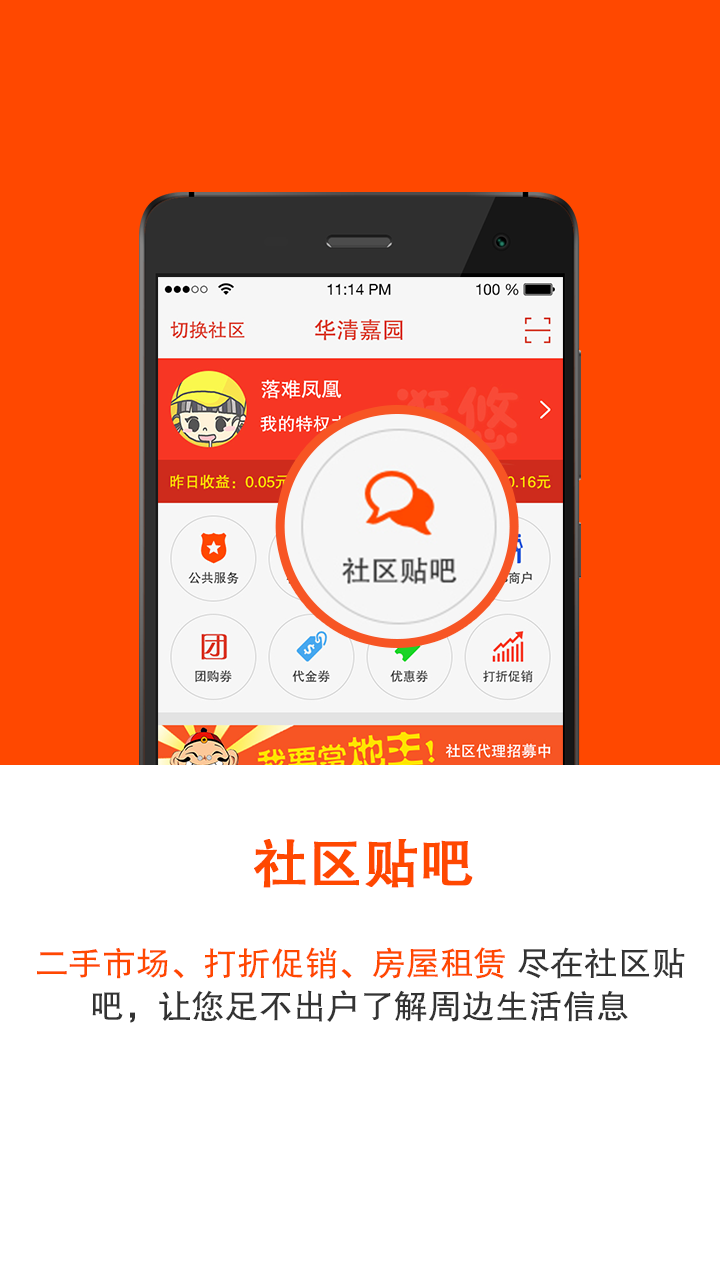 11:14 PM
100 %
切换社区
华清嘉园
落难凤凰
我的特权
逛悠
昨日收益：0.05元
0.16元
社区贴吧
公共服务
商户
团购券
代金券
优惠券
打折促销
我要当地主！
社区代理招募中
社区贴吧
二手市场、打折促销、房屋租赁 尽在社区贴
吧，让您足不出户了解周边生活信息